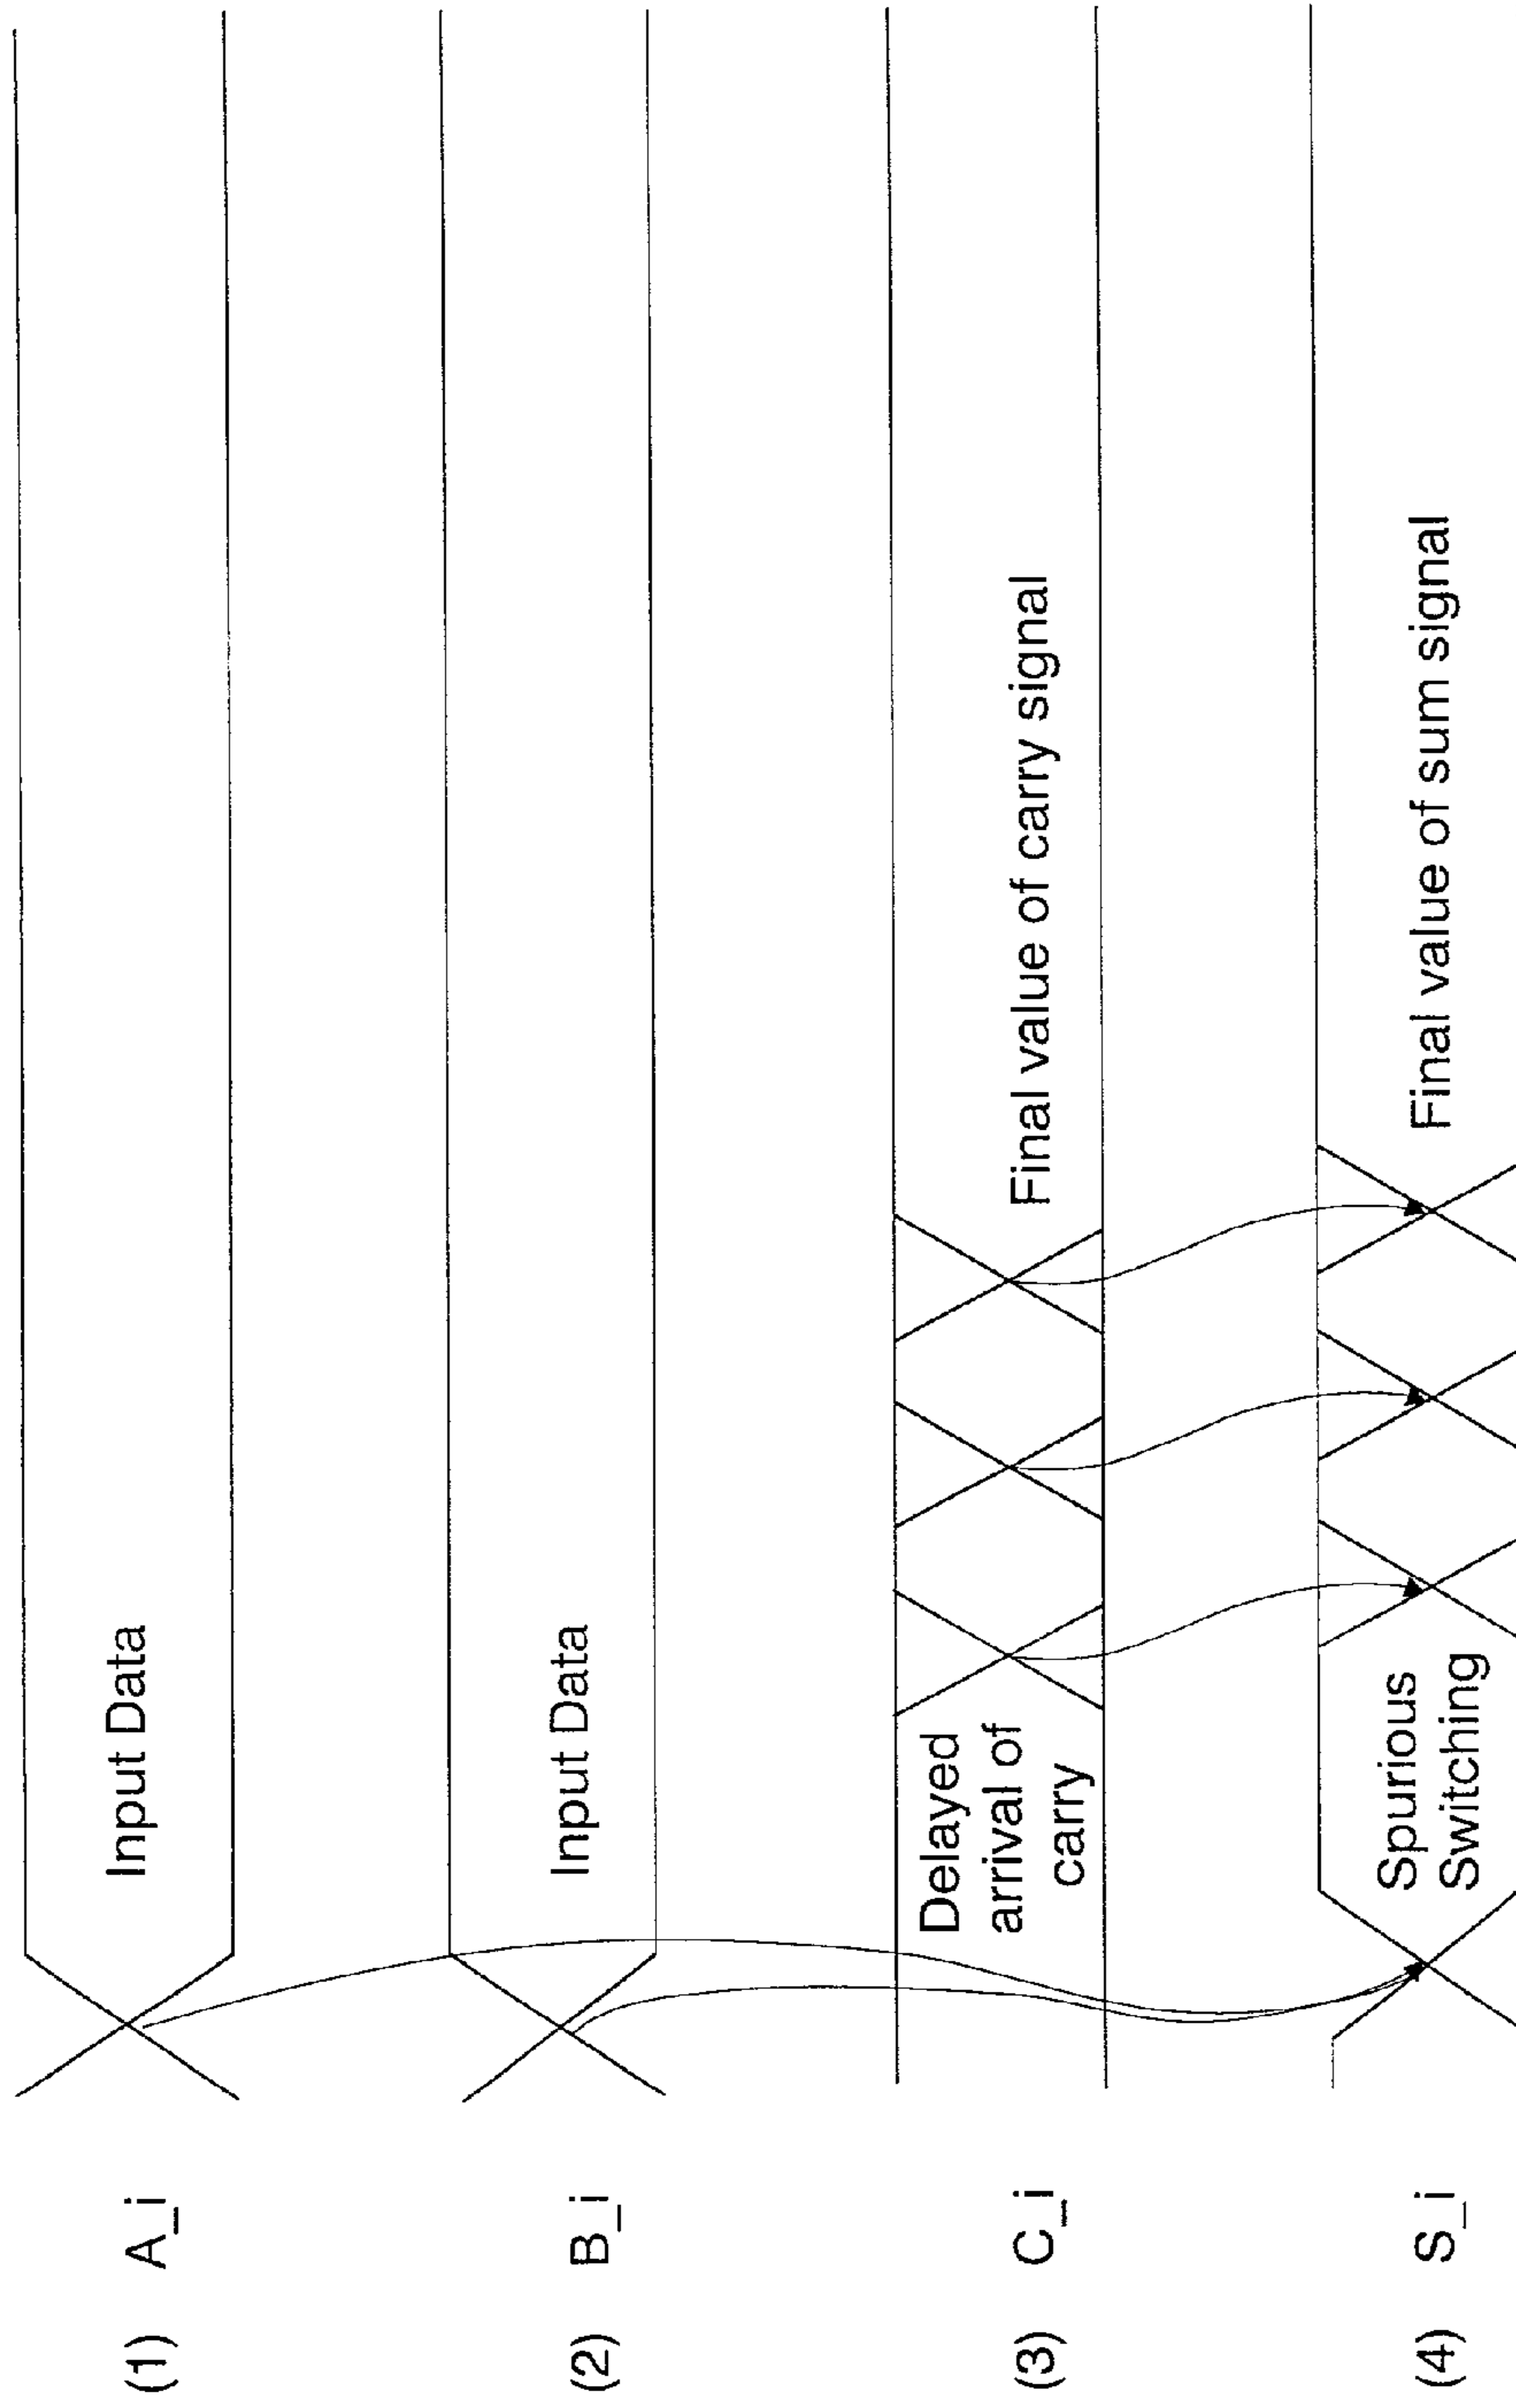 (1) A_i
Input Data
(2) B_i
Input Data
(3) C_i
Delayed
arrival of
carry
Final value of carry signal
(4) S_i
Spurious
Switching
Final value of sum signal